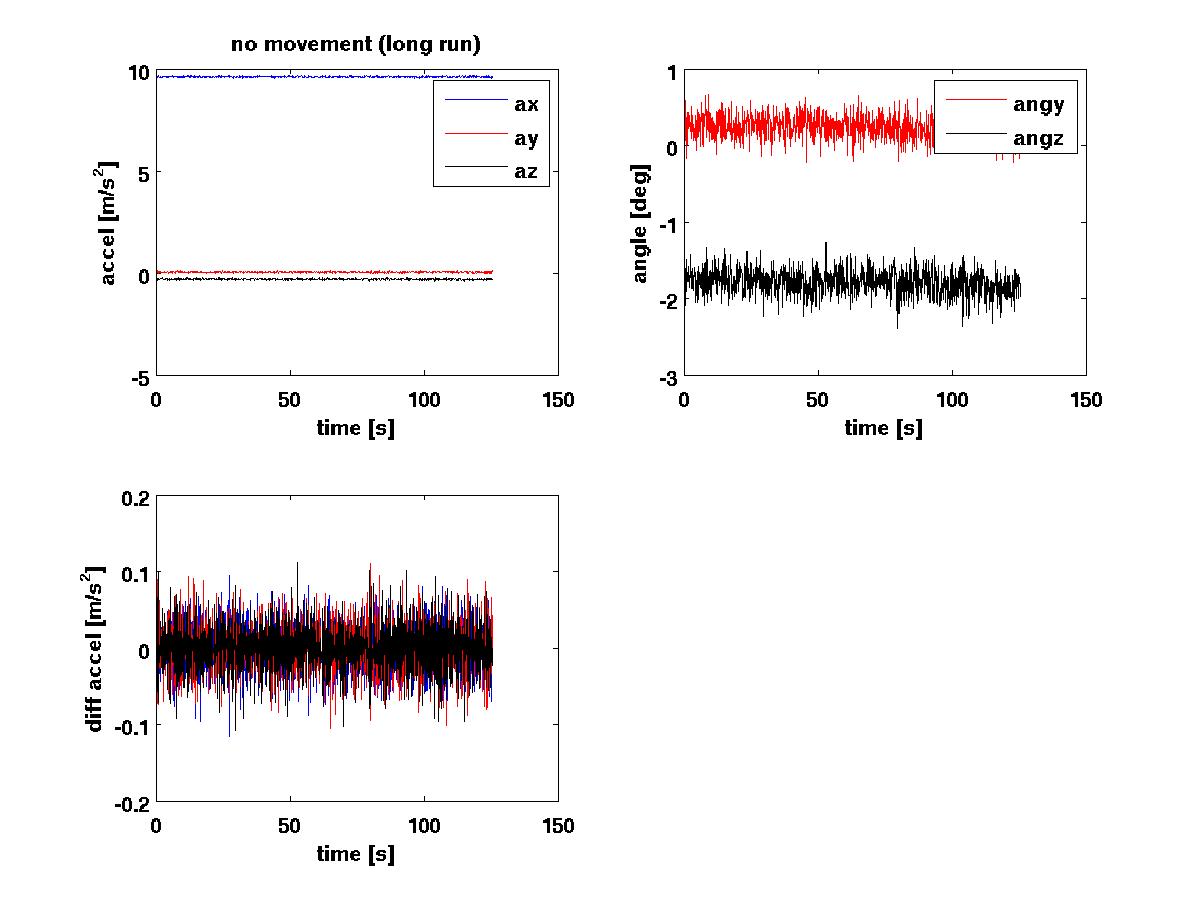 no movement (long run)
10
5
0
-5
accel [m/s²]
ax
ay
az
0 50 100 150
time [s]
1
0
-1
-2
-3
angle [deg]
angy
angz
0 50 100 150
time [s]
0.2
0.1
0
-0.1
-0.2
diff accel [m/s²]
0 50 100 150
time [s]